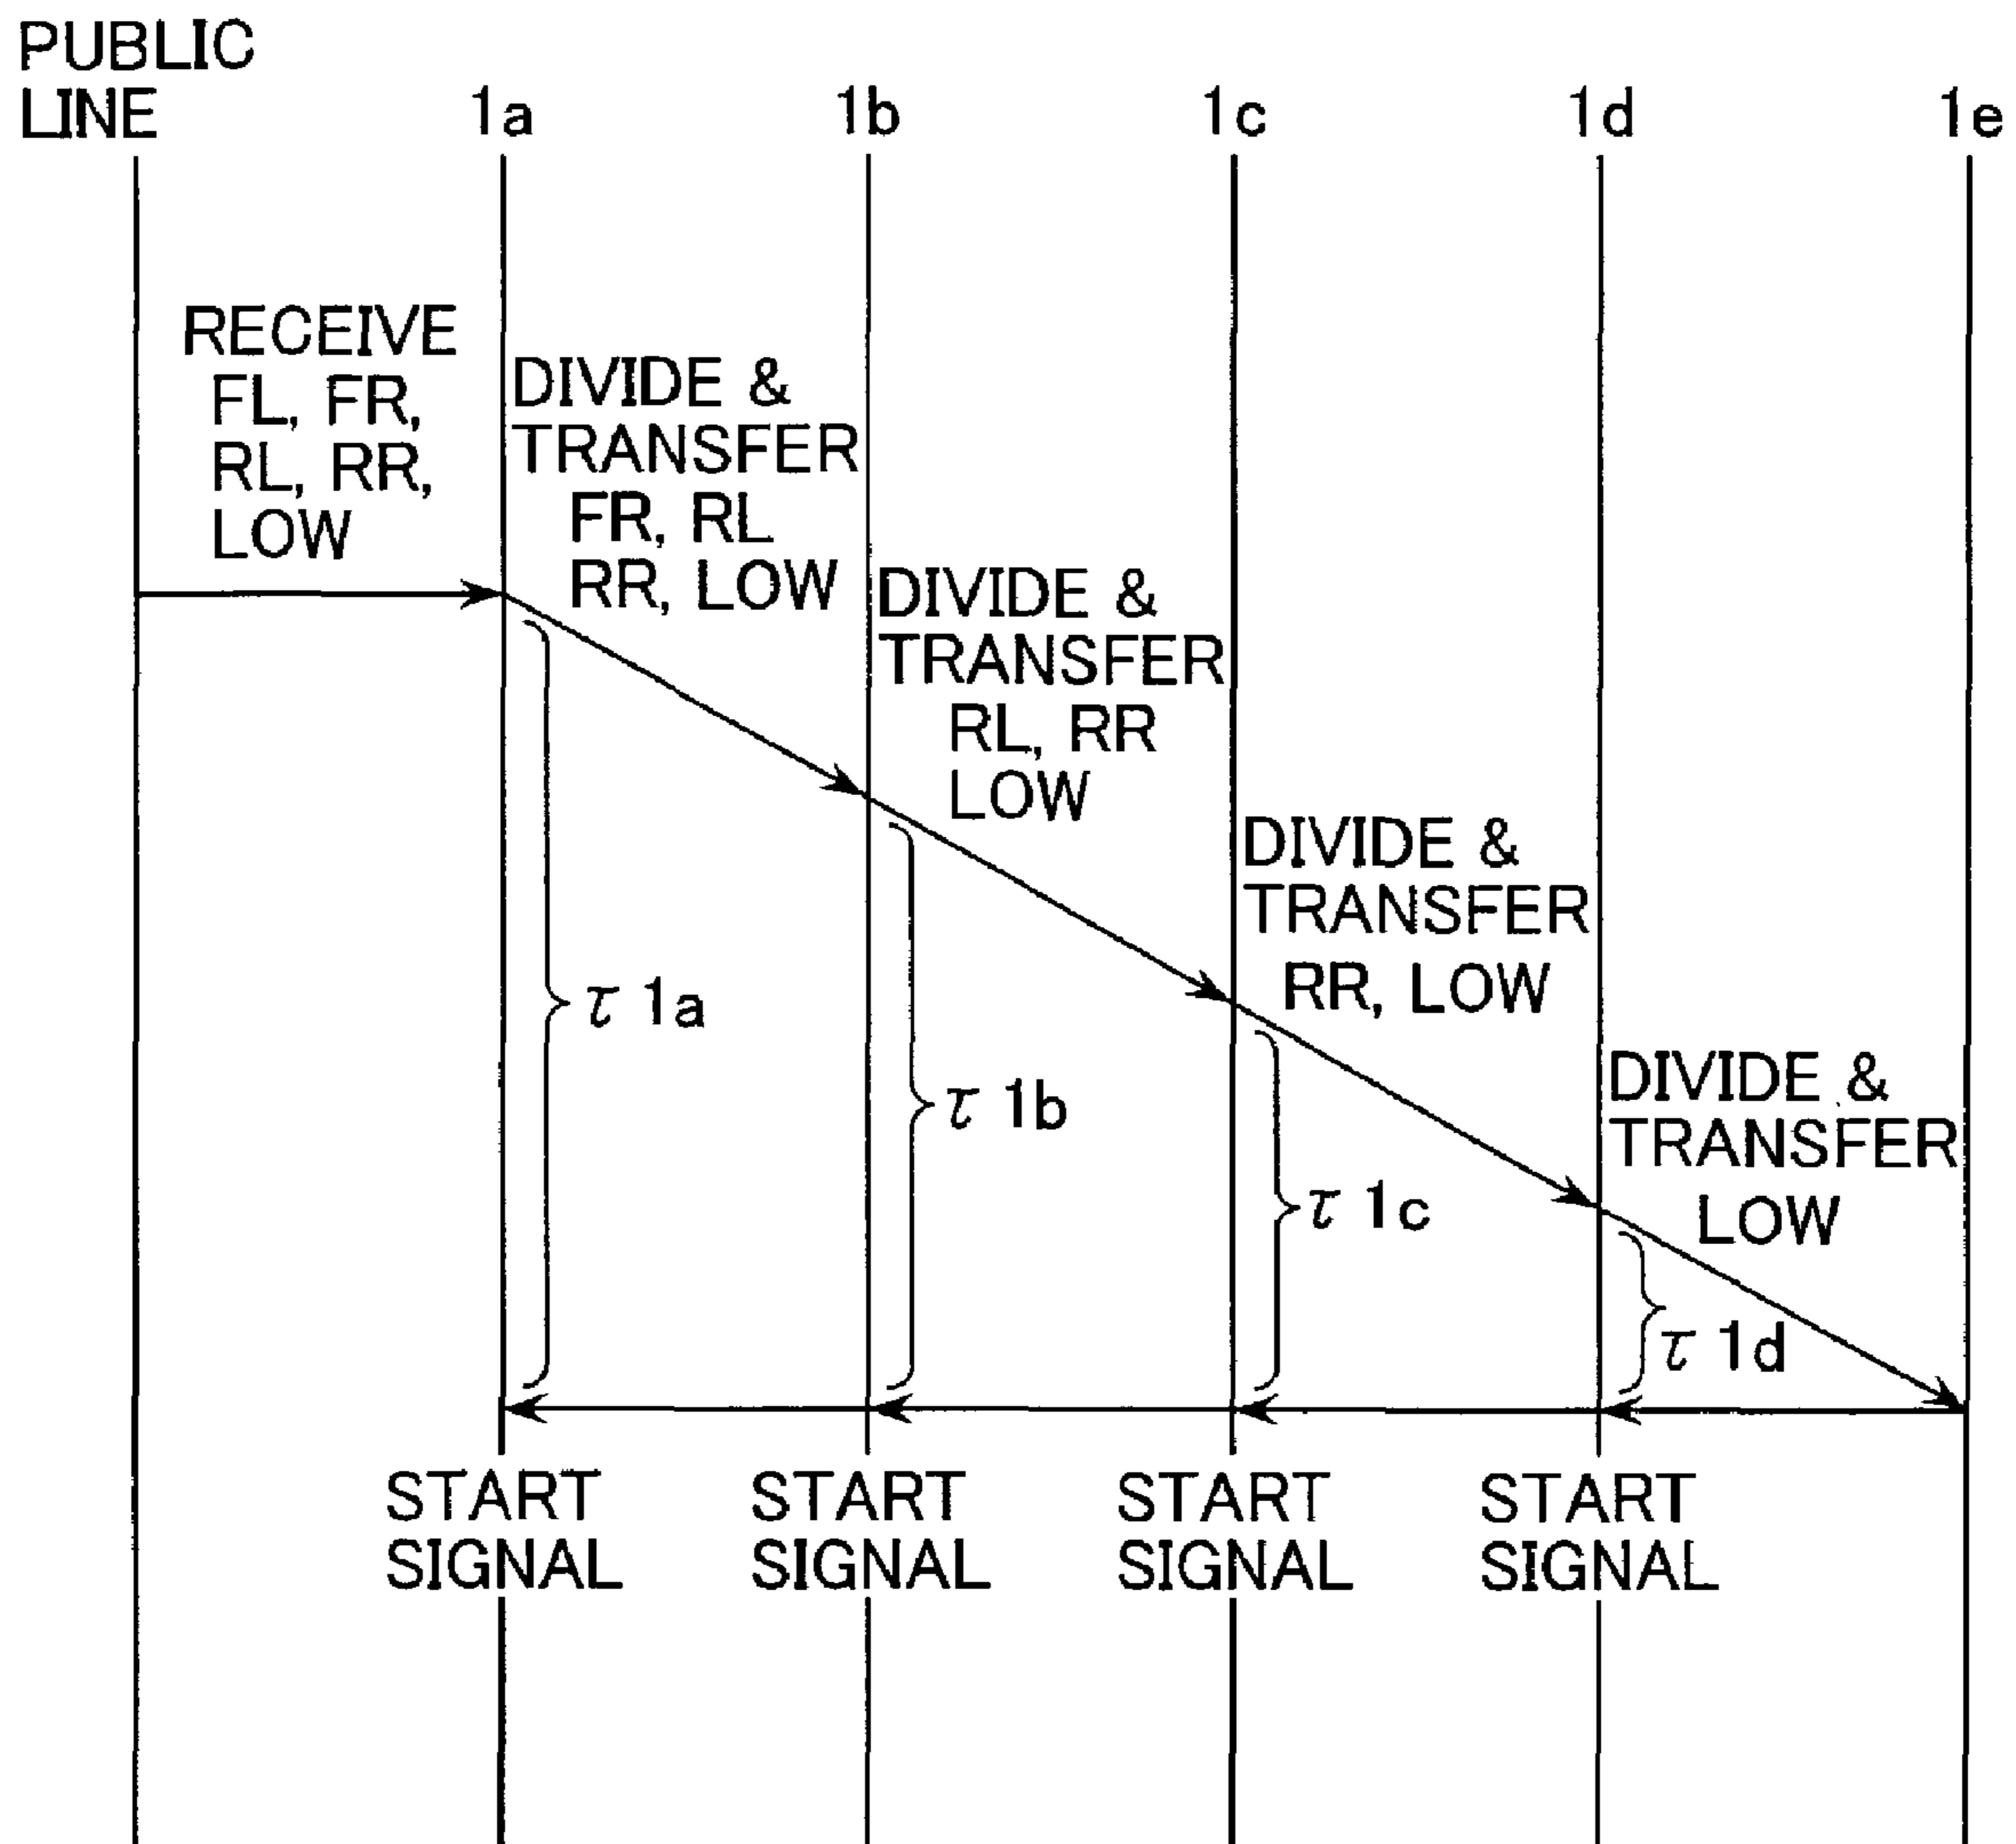 PUBLIC
LINE
1a
1b
1c
1d
1e
RECEIVE
FL, FR,
RL, RR,
LOW
DIVIDE &
TRANSFER
FR, RL
RR, LOW
DIVIDE &
TRANSFER
RL, RR
LOW
DIVIDE &
TRANSFER
RR, LOW
DIVIDE &
TRANSFER
LOW
τ 1a
τ 1b
τ 1c
τ 1d
START
SIGNAL
START
SIGNAL
START
SIGNAL
START
SIGNAL